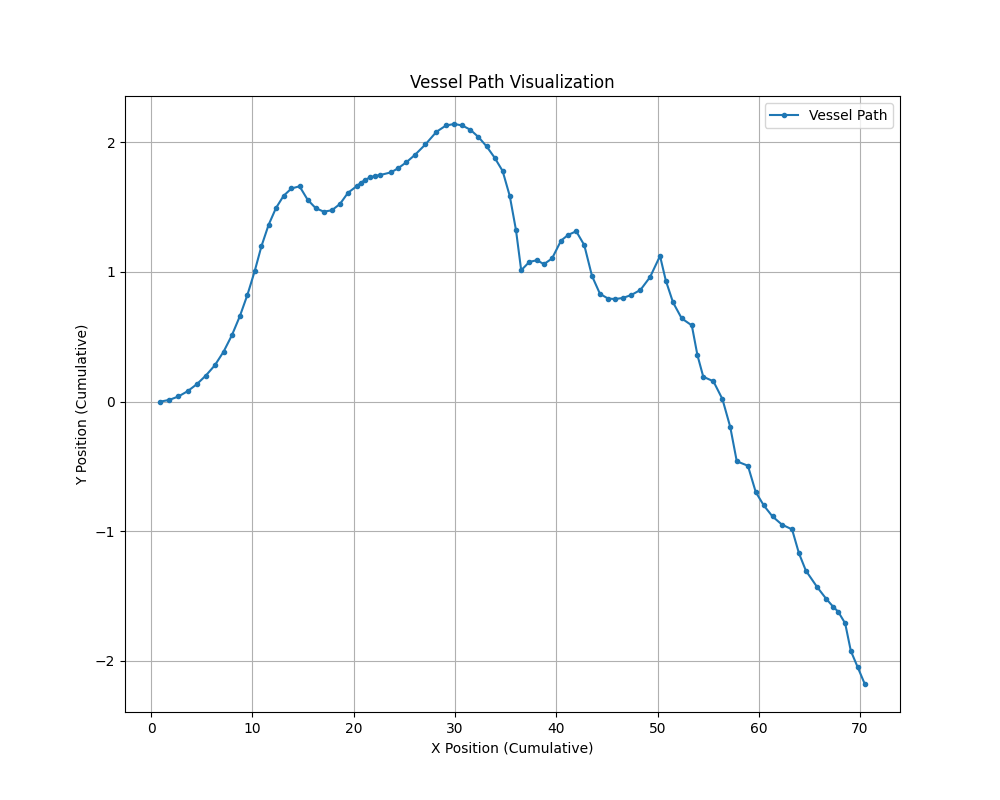 Vessel Path Visualization
Vessel Path
2
1
0
−1
−2
Y Position (Cumulative)
0 10 20 30 40 50 60 70
X Position (Cumulative)